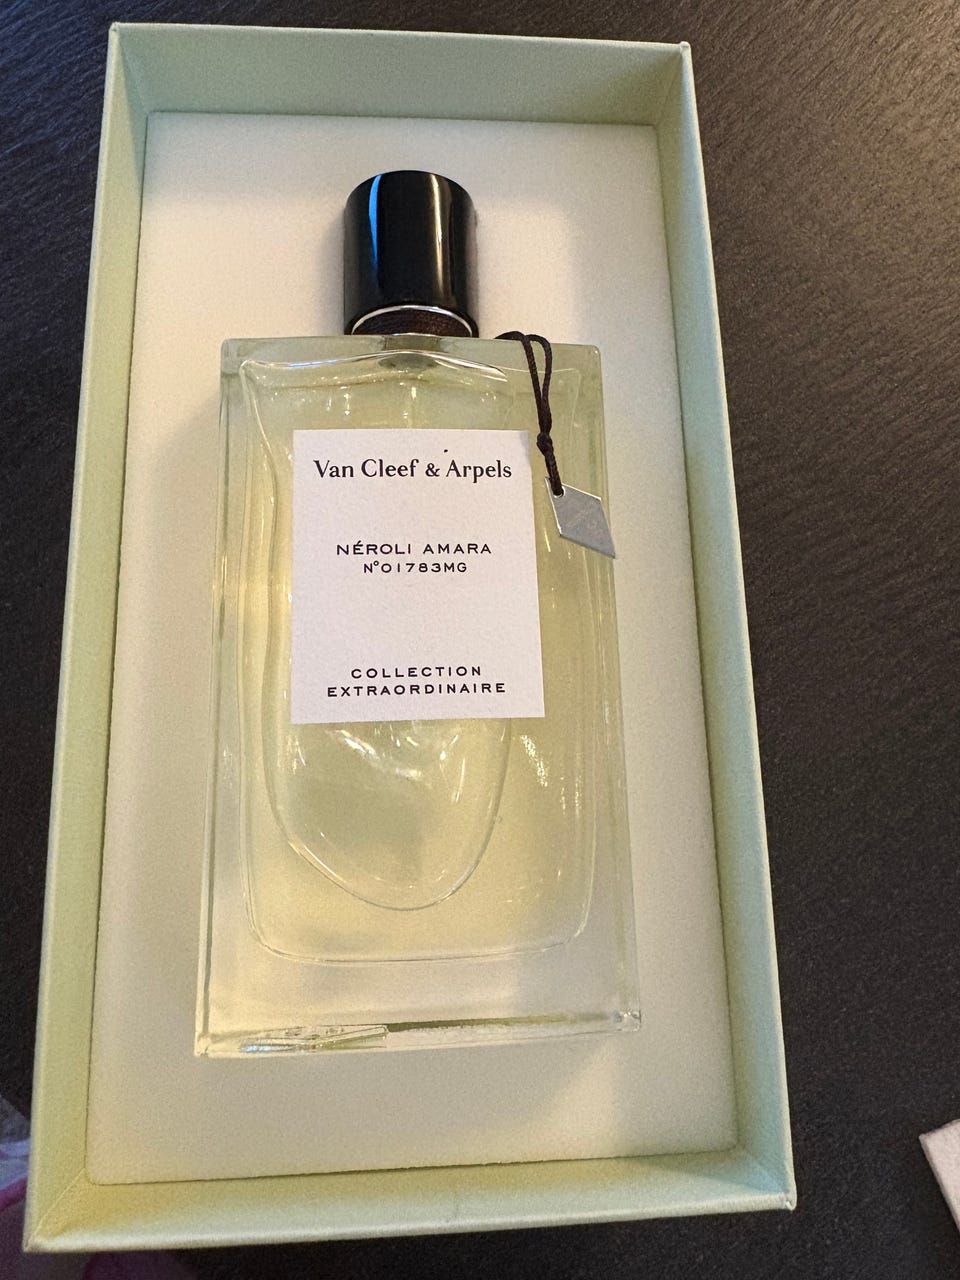 Van Cleef & Arpels
NÉROLI AMARA
N°01783MG
COLLECTION
EXTRAORDINAIRE